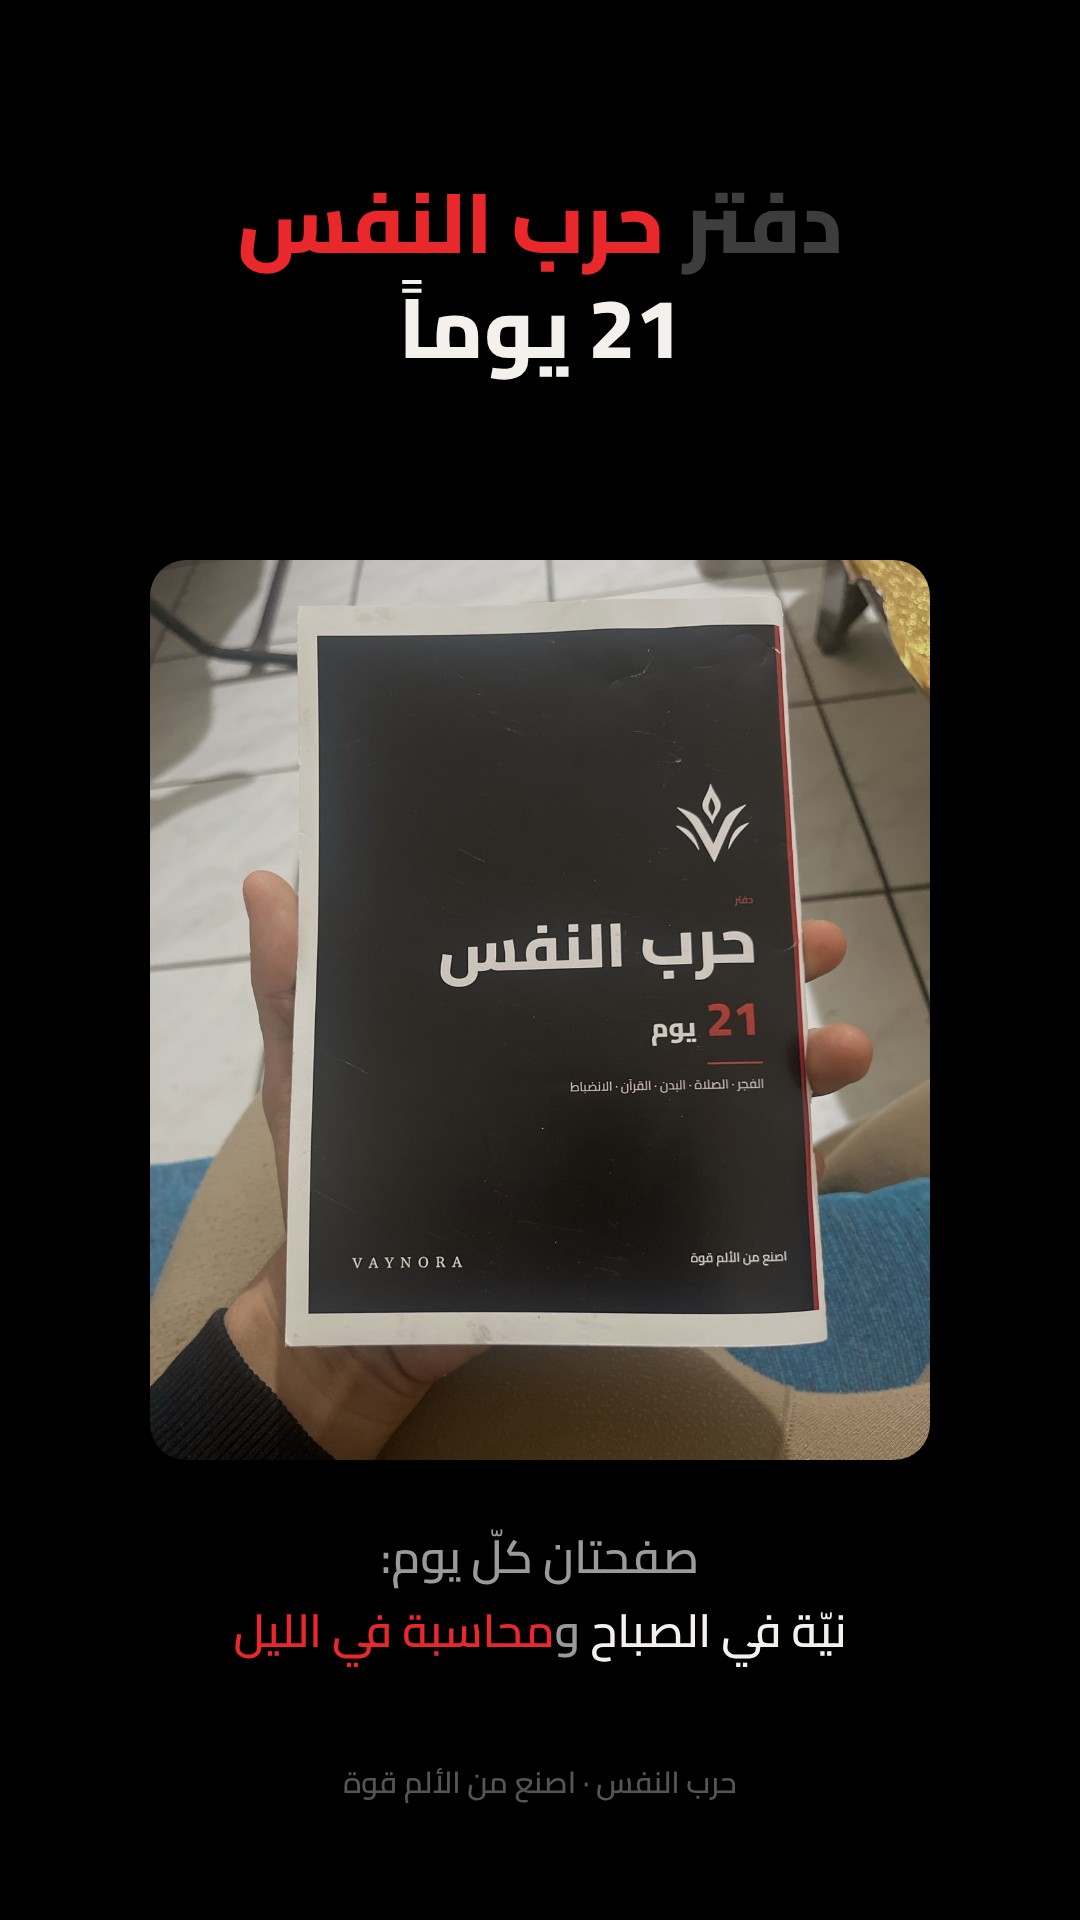 دفتر حرب النفس
21 يوماً
دفتر
حرب النفس
21 يوم
الفجر · الصلاة · البدن · القرآن · الانضباط
اصنع من الألم قوة
VAYNORA
صفحتان كلّ يوم:
نيّة في الصباح ومحاسبة في الليل
حرب النفس · اصنع من الألم قوة